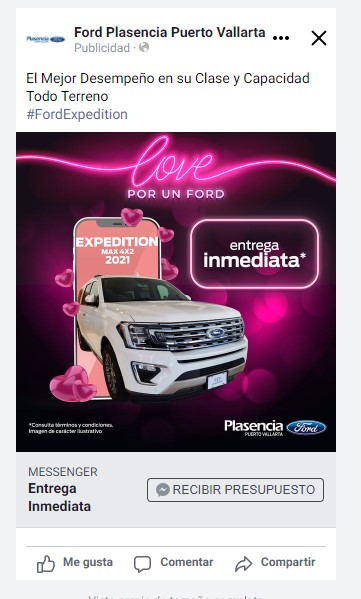 Ford Plasencia Puerto Vallarta
Publicidad ·
El Mejor Desempeño en su Clase y Capacidad
Todo Terreno
#FordExpedition
love
POR UN FORD
EXPEDITION
MAX 4X2
2021
entrega
inmediata*
*Consulta términos y condiciones.
Imagen de carácter ilustrativo
Plasencia Ford
PUERTO VALLARTA
MESSENGER
Entrega
Inmediata
RECIBIR PRESUPUESTO
Me gusta Comentar Compartir